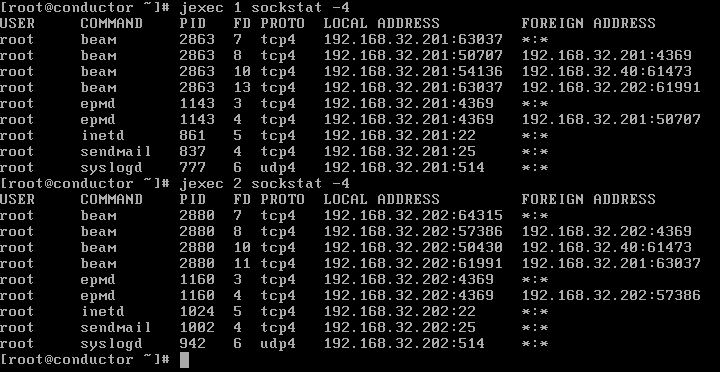 [root@conductor ~]# jexec 1 sockstat -4
USER     COMMAND    PID   FD PROTO  LOCAL ADDRESS         FOREIGN ADDRESS
root     beam       2863  7  tcp4   192.168.32.201:63037  *:*
root     beam       2863  8  tcp4   192.168.32.201:50707  192.168.32.201:4369
root     beam       2863  10 tcp4   192.168.32.201:54136  192.168.32.40:61473
root     beam       2863  13 tcp4   192.168.32.201:63037  192.168.32.202:61991
root     epmd       1143  3  tcp4   192.168.32.201:4369   *:*
root     epmd       1143  4  tcp4   192.168.32.201:4369   192.168.32.201:50707
root     inetd      861   5  tcp4   192.168.32.201:22     *:*
root     sendmail   837   4  tcp4   192.168.32.201:25     *:*
root     syslogd    777   6  udp4   192.168.32.201:514    *:*
[root@conductor ~]# jexec 2 sockstat -4
USER     COMMAND    PID   FD PROTO  LOCAL ADDRESS         FOREIGN ADDRESS
root     beam       2880  7  tcp4   192.168.32.202:64315  *:*
root     beam       2880  8  tcp4   192.168.32.202:57386  192.168.32.202:4369
root     beam       2880  10 tcp4   192.168.32.202:50430  192.168.32.40:61473
root     beam       2880  11 tcp4   192.168.32.202:61991  192.168.32.201:63037
root     epmd       1160  3  tcp4   192.168.32.202:4369   *:*
root     epmd       1160  4  tcp4   192.168.32.202:4369   192.168.32.202:57386
root     inetd      1024  5  tcp4   192.168.32.202:22     *:*
root     sendmail   1002  4  tcp4   192.168.32.202:25     *:*
root     syslogd    942   6  udp4   192.168.32.202:514    *:*
[root@conductor ~]#